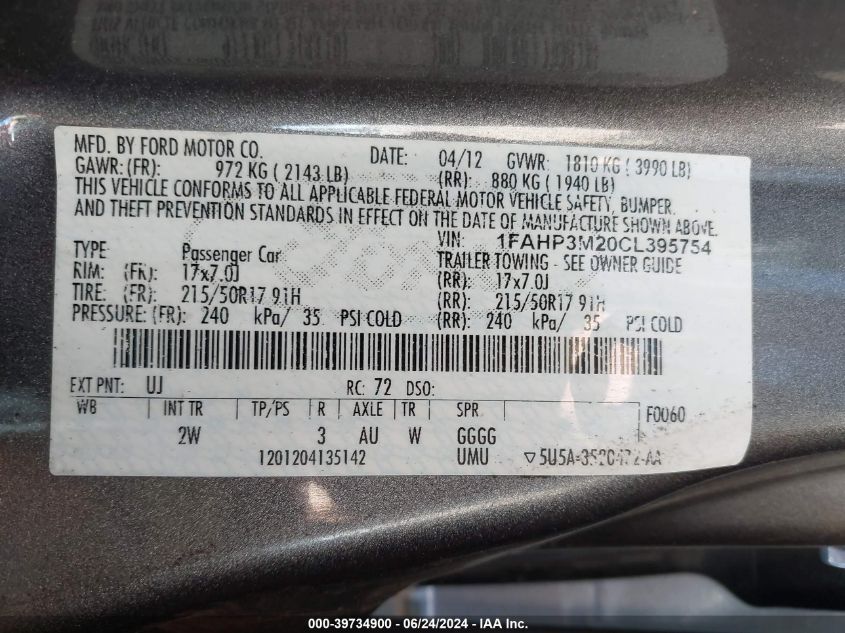 MFD. BY FORD MOTOR CO. DATE: 04/12 GVWR: 1810 KG ( 3990 LB)
GAWR: (FR): 972 KG ( 2143 LB) (RR): 880 KG ( 1940 LB)
THIS VEHICLE CONFORMS TO ALL APPLICABLE FEDERAL MOTOR VEHICLE SAFETY, BUMPER,
AND THEFT PREVENTION STANDARDS IN EFFECT ON THE DATE OF MANUFACTURE SHOWN ABOVE.
VIN: 1FAHP3M20CL395754
TYPE Passenger Car TRAILER TOWING - SEE OWNER GUIDE
RIM: (FR): 17x7.0J (RR): 17x7.0J
TIRE: (FR): 215/50R17 91H (RR): 215/50R17 91H
PRESSURE: (FR): 240 kPa/ 35 PSI COLD (RR): 240 kPa/ 35 PSI COLD
EXT PNT: UJ RC: 72 DSO:
WB INT TR TP/PS R AXLE TR SPR F0060
2W 3 AU W GGGG
1201204135142 UMU
000-39734900 - 06/24/2024 - IAA Inc.